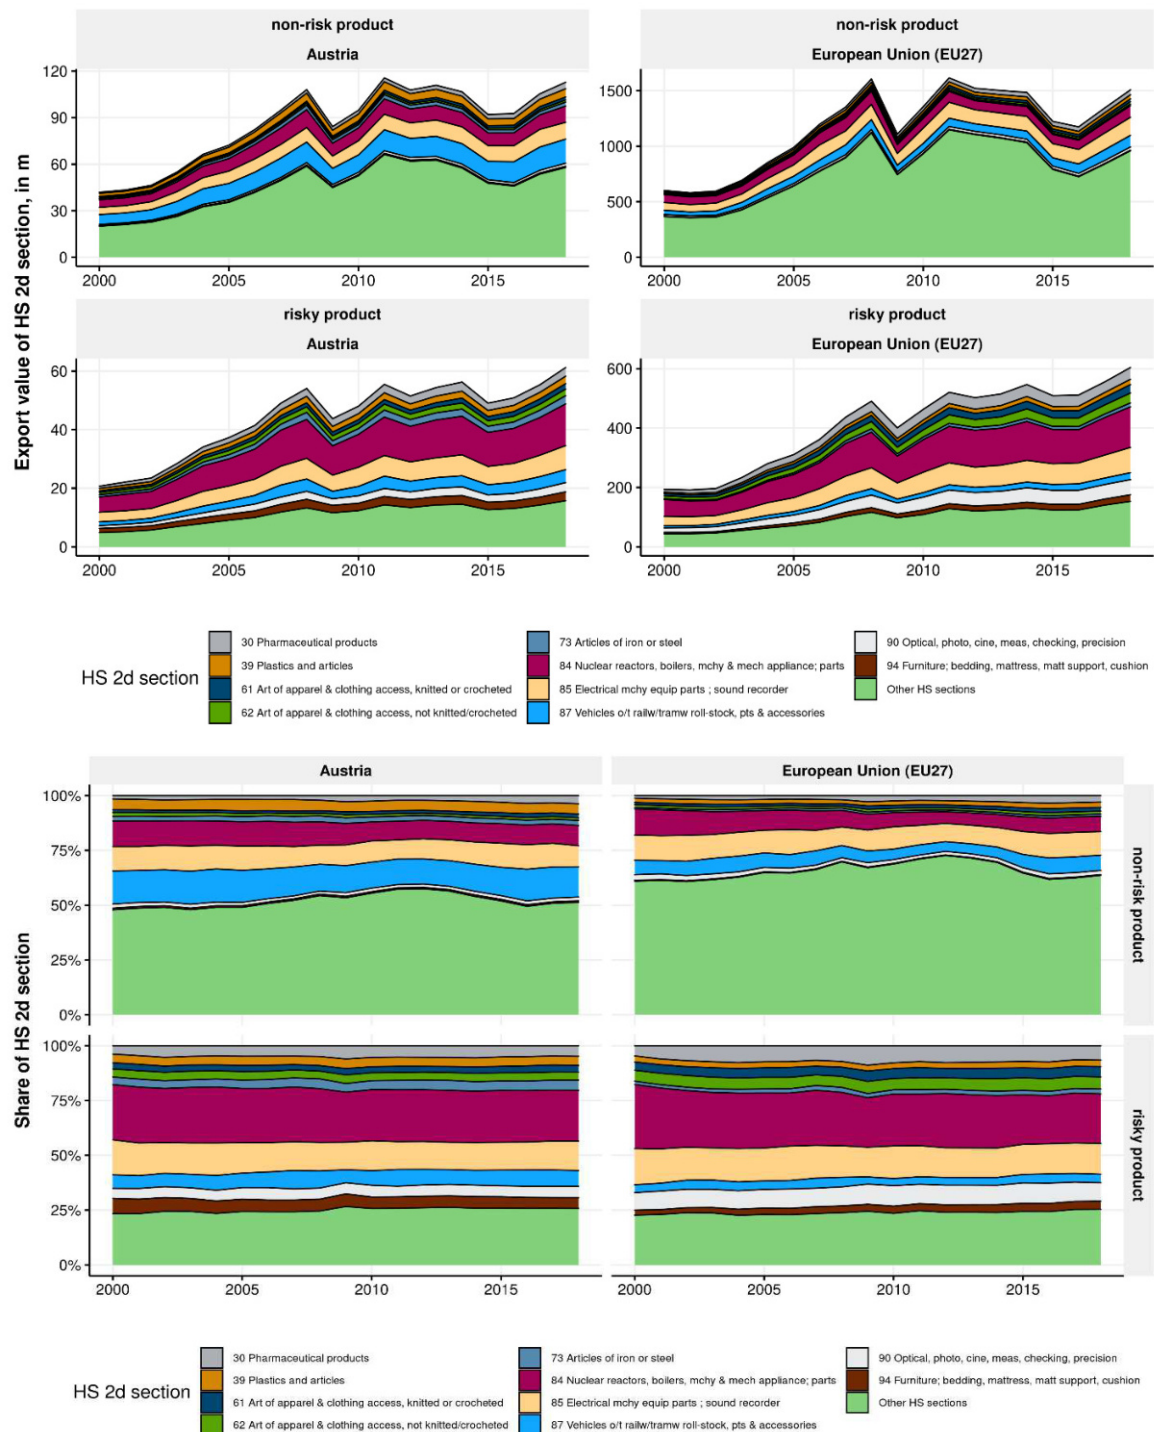 non-risk product
non-risk product
Austria
European Union (EU27)
120
90
60
30
0
1500
1000
500
0
2000 2005 2010 2015
2000 2005 2010 2015
Export value of HS 2d section, in m
risky product
risky product
Austria
European Union (EU27)
60
40
20
0
600
400
200
0
2000 2005 2010 2015
2000 2005 2010 2015
HS 2d section
30 Pharmaceutical products
39 Plastics and articles
61 Art of apparel & clothing access, knitted or crocheted
62 Art of apparel & clothing access, not knitted/crocheted
73 Articles of iron or steel
84 Nuclear reactors, boilers, mchy & mech appliance; parts
85 Electrical mchy equip parts ; sound recorder
87 Vehicles o/t railw/tramw roll-stock, pts & accessories
90 Optical, photo, cine, meas, checking, precision
94 Furniture; bedding, mattress, matt support, cushion
Other HS sections
Austria
European Union (EU27)
100%
75%
50%
25%
0%
non-risk product
Share of HS 2d section
100%
75%
50%
25%
0%
risky product
2000 2005 2010 2015
2000 2005 2010 2015
HS 2d section
30 Pharmaceutical products
39 Plastics and articles
61 Art of apparel & clothing access, knitted or crocheted
62 Art of apparel & clothing access, not knitted/crocheted
73 Articles of iron or steel
84 Nuclear reactors, boilers, mchy & mech appliance; parts
85 Electrical mchy equip parts ; sound recorder
87 Vehicles o/t railw/tramw roll-stock, pts & accessories
90 Optical, photo, cine, meas, checking, precision
94 Furniture; bedding, mattress, matt support, cushion
Other HS sections